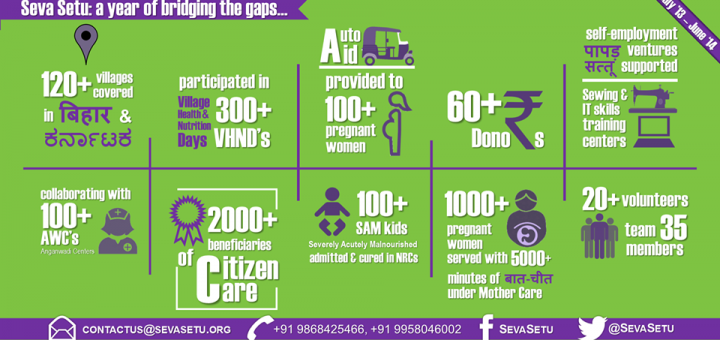 Seva Setu: a year of bridging the gaps...
July '13 - June '14
120+ villages
covered
in बिहार &
ಕರ್ನಾಟಕ
participated in
Village
Health &
Nutrition
Days
300+
VHND's
Auto
Aid
provided to
100+
pregnant
women
60+
Dono₹s
self-employment
पापड़ ventures
सत्तू supported
Sewing &
IT skills
training
centers
collaborating with
100+
AWC's
Anganwadi Centers
2000+
beneficiaries
of Citizen
Care
100+
SAM kids
Severely Acutely Malnourished
admitted & cured in NRCs
1000+
pregnant
women
served with 5000+
minutes of बात-चीत
under Mother Care
20+ volunteers
team 35
members
CONTACTUS@SEVASETU.ORG
+91 9868425466, +91 9958046002
SEVASETU
@SEVASETU